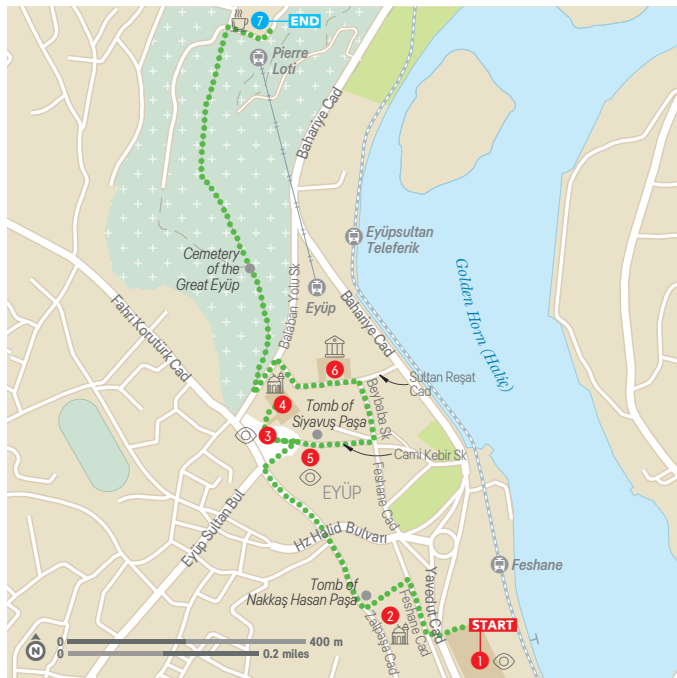 7 END
Pierre
Loti
Bahariye Cad
Eyüpsultan
Teleferik
Cemetery
of the
Great Eyüp
Balaban Yolu Sk
Golden Horn (Haliç)
Eyüp
Fahri Korutürk Cad
Bahariye Cad
6
Sultan Reşat
Cad
4
Beybaba Sk
Tomb of
Siyavuş Paşa
3
5
Cami Kebir Sk
EYÜP
Feshane Cad
Eyüp Sultan Bul
Hz Halid Bulvarı
Feshane
Tomb of
Nakkaş Hasan Paşa
Yavedut Cad
Feshane Cad
2
Zalpaşa Cad
START
1
0 400 m
N
0 0.2 miles